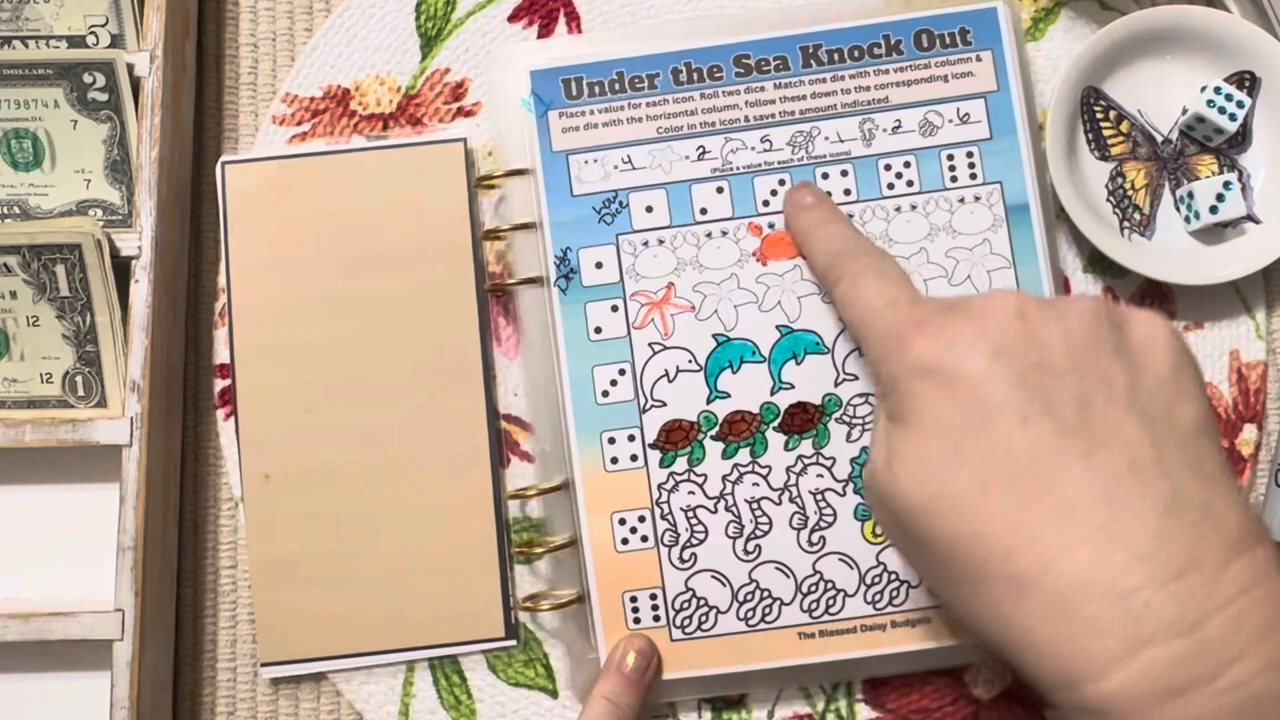 5
DOLLARS
2
79874A
7
7
1
12
12
1
Under the Sea Knock Out
Place a value for each icon. Roll two dice. Match one die with the vertical column &
one die with the horizontal column, follow these down to the corresponding icon.
Color in the icon & save the amount indicated.
= 4 = 2 = 5 = 1 = 2 = 6
(Place a value for each of these icons)
Low
Dice
High
Dice
The Blessed Daisy Budgets